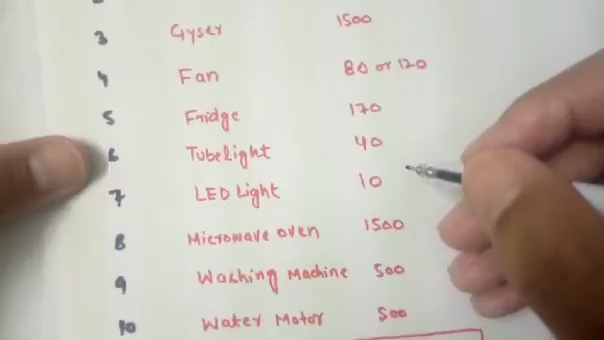 3 Gyser 1500
4 Fan 80 or 120
5 Fridge 170
6 Tubelight 40
7 LED Light 10
8 Microwave oven 1500
9 Washing Machine 500
10 Water Motor 500